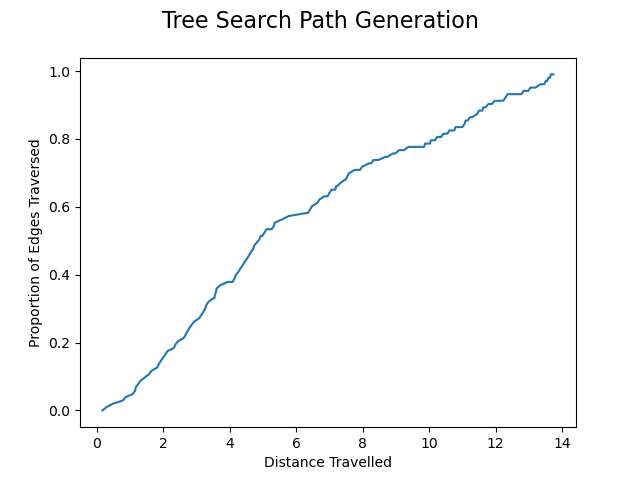 Tree Search Path Generation
1.0
0.8
0.6
0.4
0.2
0.0
Proportion of Edges Traversed
0 2 4 6 8 10 12 14
Distance Travelled